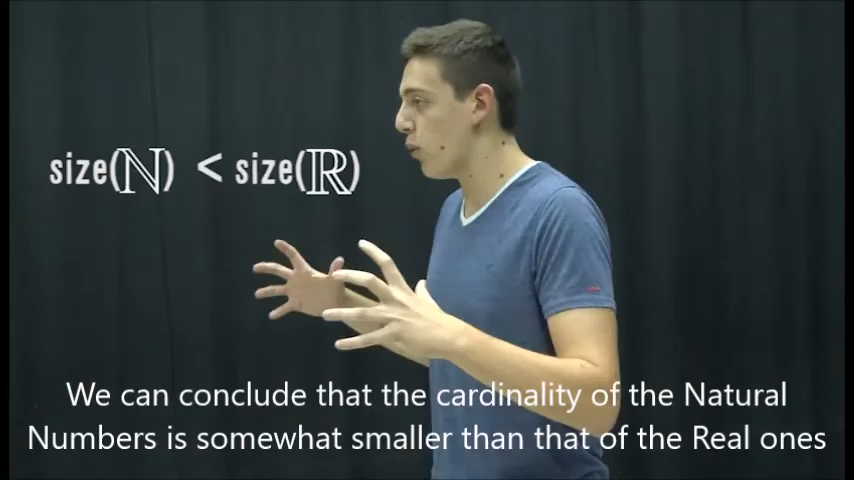 size(ℕ) < size(ℝ)
We can conclude that the cardinality of the Natural
Numbers is somewhat smaller than that of the Real ones